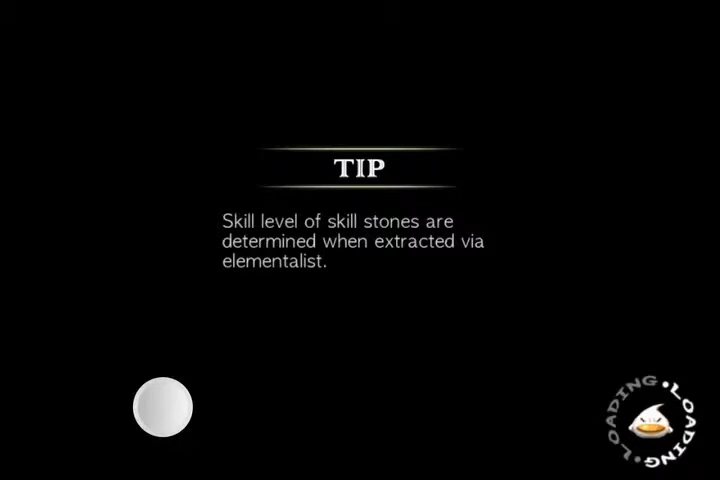 TIP
Skill level of skill stones are
determined when extracted via
elementalist.
LOADING•LOADING•